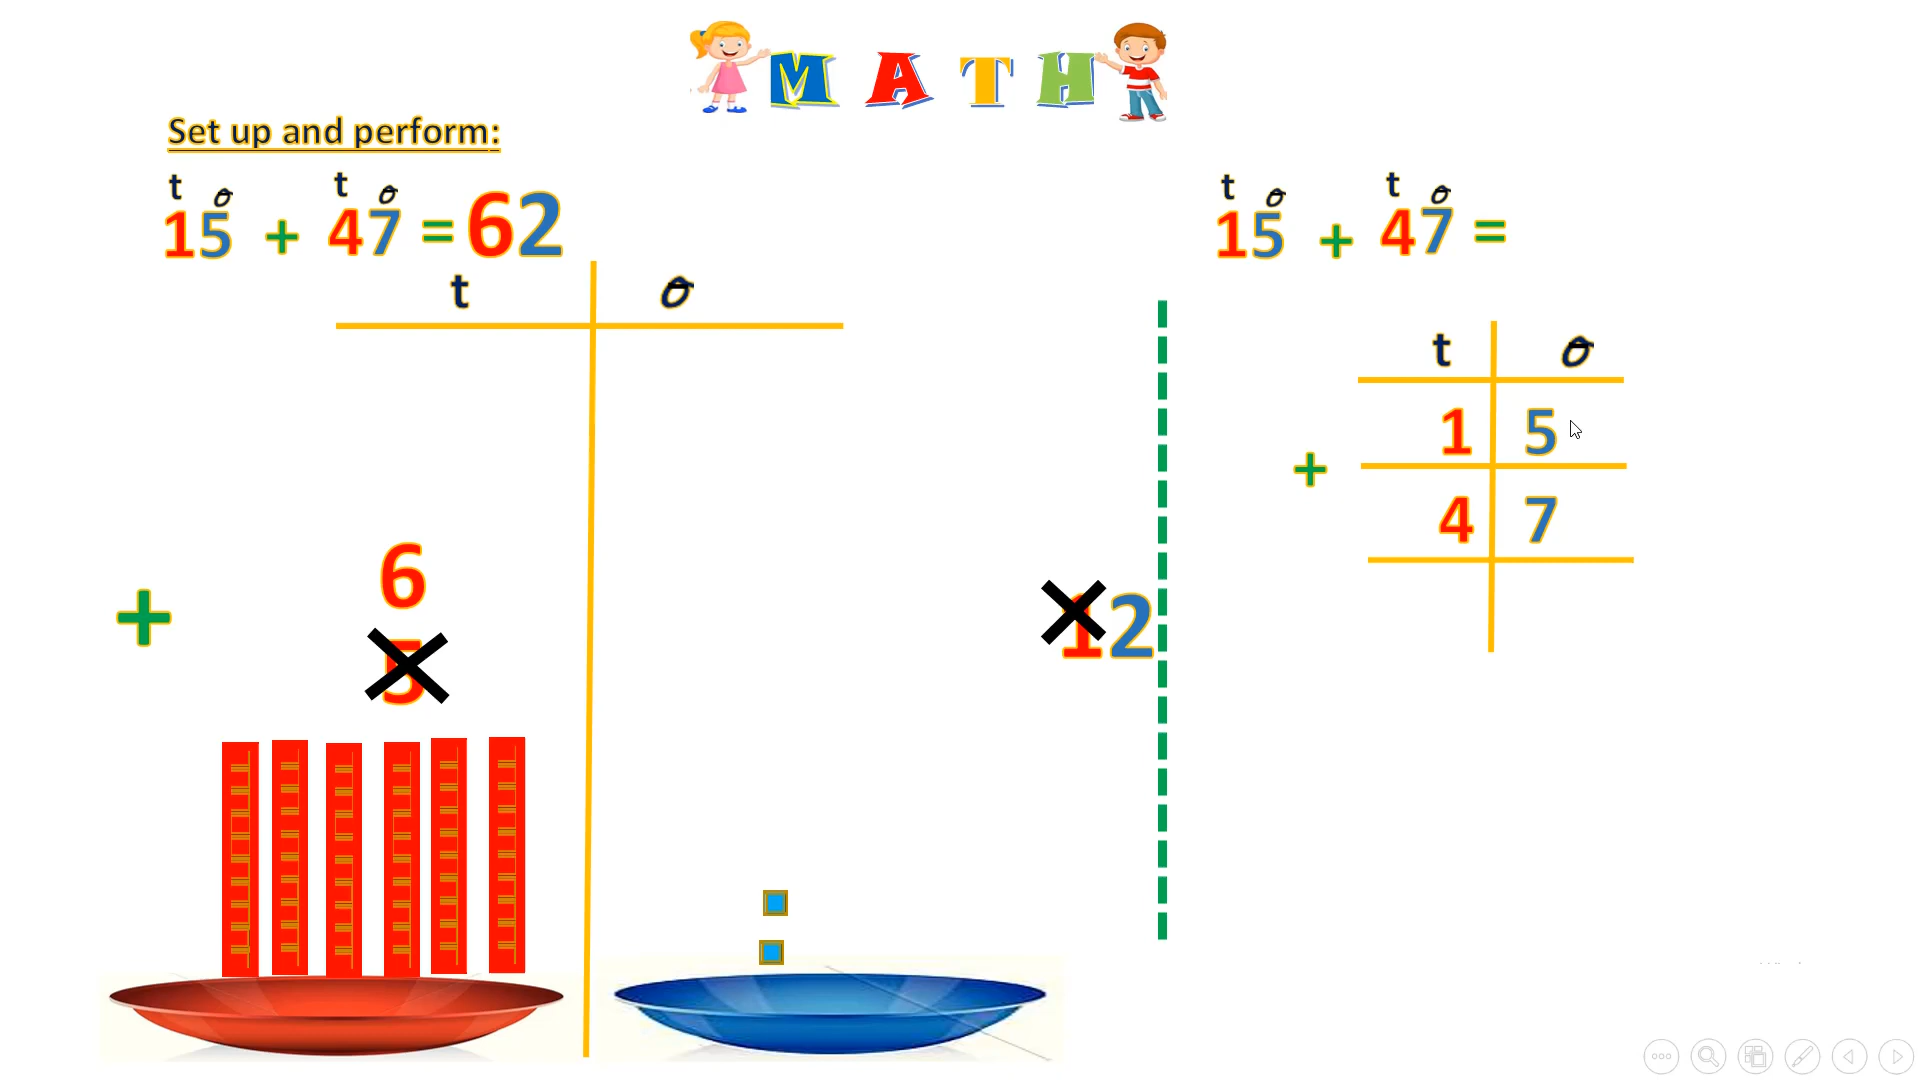 MATH
Set up and perform:
t o t o
15 + 47 = 62
t o
6
+
5
12
t o t o
15 + 47 =
t o
1 5
+
4 7